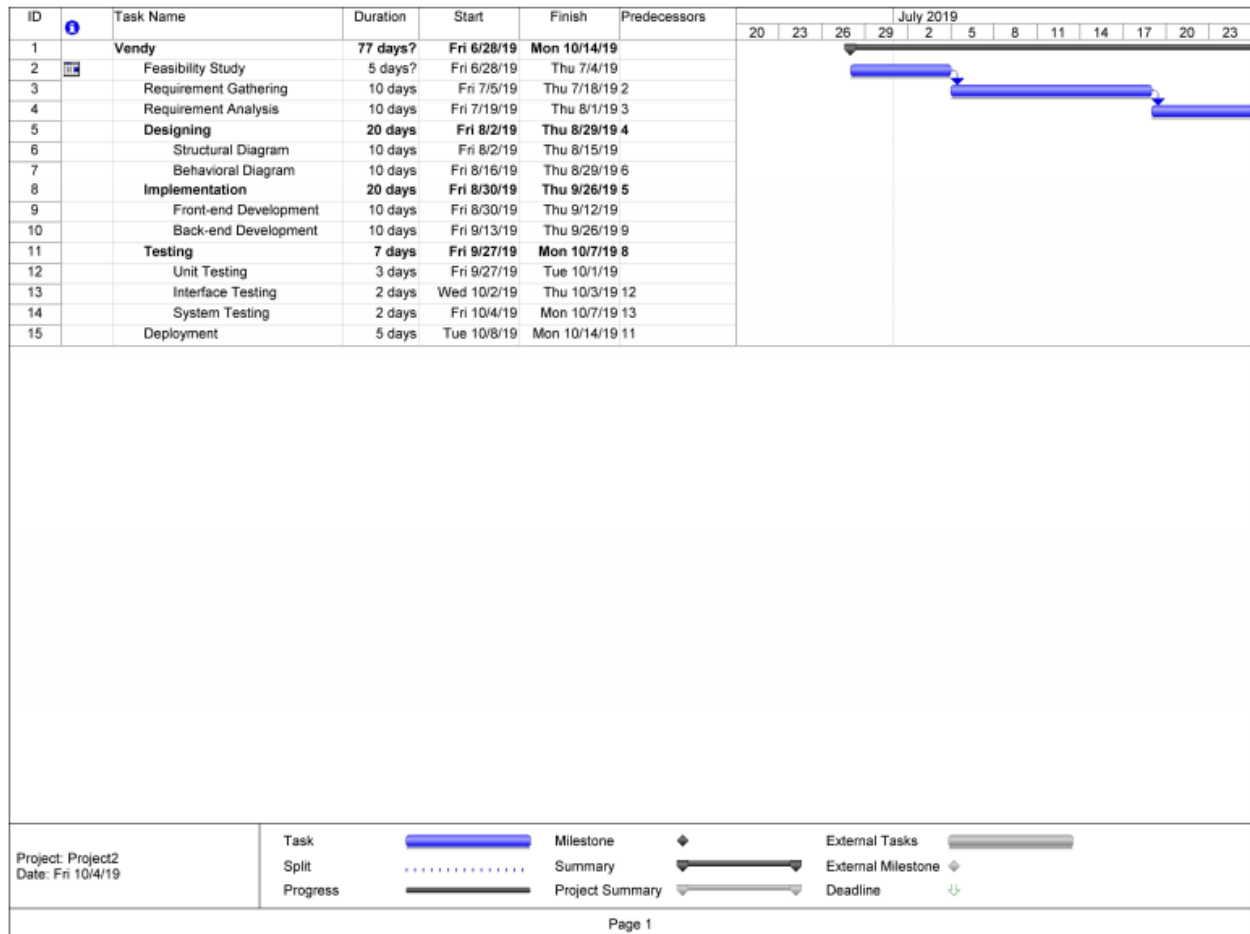 ID Task Name Duration Start Finish Predecessors July 2019
20 23 26 29 2 5 8 11 14 17 20 23
1 Vendy 77 days? Fri 6/28/19 Mon 10/14/19
2 Feasibility Study 5 days? Fri 6/28/19 Thu 7/4/19
3 Requirement Gathering 10 days Fri 7/5/19 Thu 7/18/19 2
4 Requirement Analysis 10 days Fri 7/19/19 Thu 8/1/19 3
5 Designing 20 days Fri 8/2/19 Thu 8/29/19 4
6 Structural Diagram 10 days Fri 8/2/19 Thu 8/15/19
7 Behavioral Diagram 10 days Fri 8/16/19 Thu 8/29/19 6
8 Implementation 20 days Fri 8/30/19 Thu 9/26/19 5
9 Front-end Development 10 days Fri 8/30/19 Thu 9/12/19
10 Back-end Development 10 days Fri 9/13/19 Thu 9/26/19 9
11 Testing 7 days Fri 9/27/19 Mon 10/7/19 8
12 Unit Testing 3 days Fri 9/27/19 Tue 10/1/19
13 Interface Testing 2 days Wed 10/2/19 Thu 10/3/19 12
14 System Testing 2 days Fri 10/4/19 Mon 10/7/19 13
15 Deployment 5 days Tue 10/8/19 Mon 10/14/19 11
Project: Project2
Date: Fri 10/4/19
Task Milestone External Tasks
Split Summary External Milestone
Progress Project Summary Deadline
Page 1